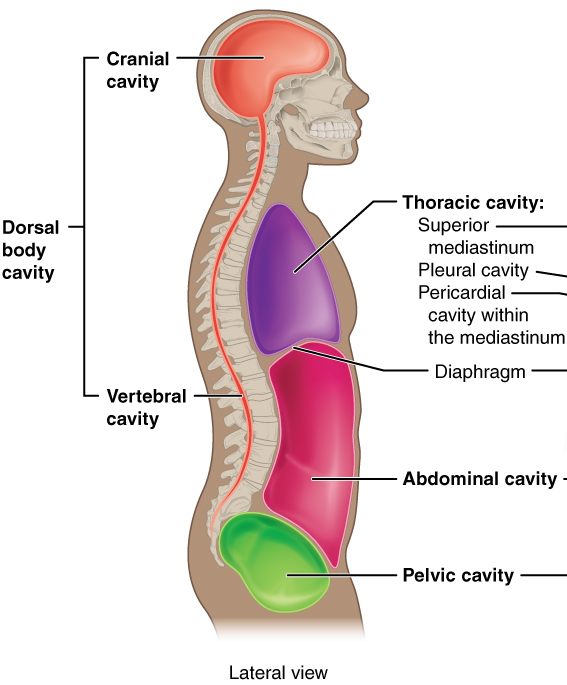 Cranial
cavity
Dorsal
body
cavity
Vertebral
cavity
Thoracic cavity:
Superior
mediastinum
Pleural cavity
Pericardial
cavity within
the mediastinum
Diaphragm
Abdominal cavity
Pelvic cavity
Lateral view